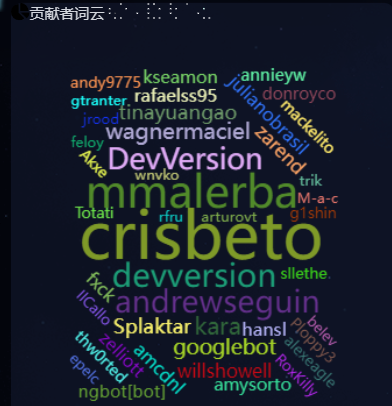 贡献者词云
andy9775
kseamon
annieyw
gtranter
rafaelss95
julianobrasil
donroyco
jrood
tinayuangao
mackelito
feloy
wagnermaciel
zarend
Akxe
DevVersion
wnvko
trik
mmalerba
M-a-c
Totati
rfru
arturovt
g1shin
crisbeto
devversion
sllethe
fxck
andrewseguin
llCallo
Splaktar
kara
hansl
belev
Ploppy3
thw0rted
zelliott
googlebot
alexeagle
epelc
amcdnl
willshowell
RoxKilly
ngbot[bot]
amysorto